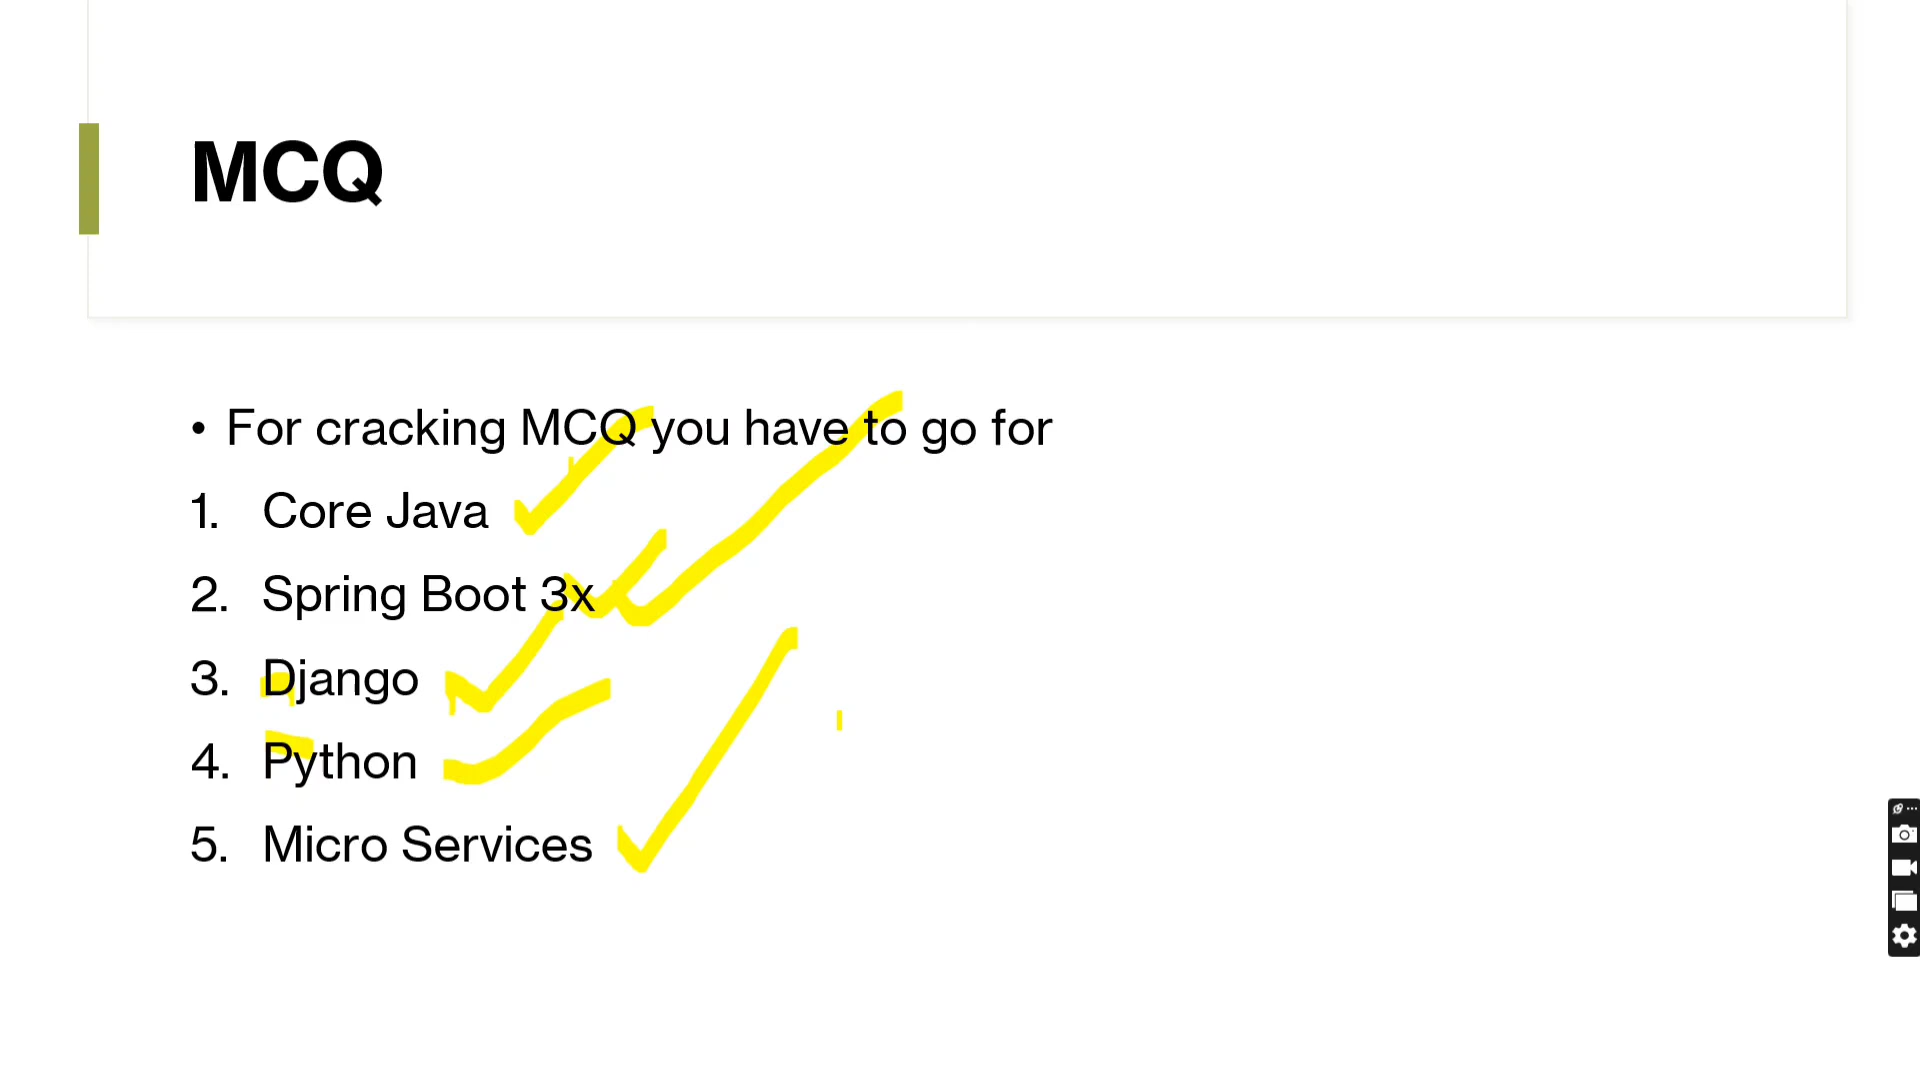 MCQ
• For cracking MCQ you have to go for
1. Core Java
2. Spring Boot 3x
3. Django
4. Python
5. Micro Services